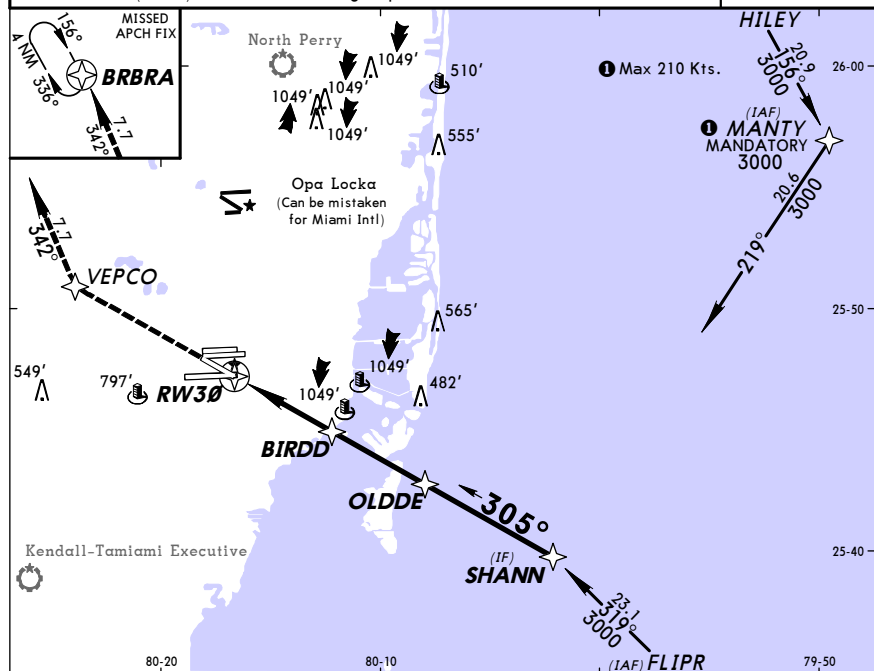 MISSED
APCH FIX
156°
4 NM
336°
BRBRA
7.7
342°
North Perry
1049'
1049'
1049'
1049'
510'
555'
❶ Max 210 Kts.
HILEY
20.9
156°
3000
26-00
(IAF)
❶ MANTY
MANDATORY
3000
20.6
3000
219°
Opa Locka
(Can be mistaken
for Miami Intl)
7.7
342°
VEPCO
25-50
565'
549'
797'
RW30
1049'
1049'
482'
BIRDD
OLDDE
305°
(IF)
SHANN
Kendall-Tamiami Executive
25-40
23.1
319°
3000
80-20
80-10
(IAF) FLIPR
79-50